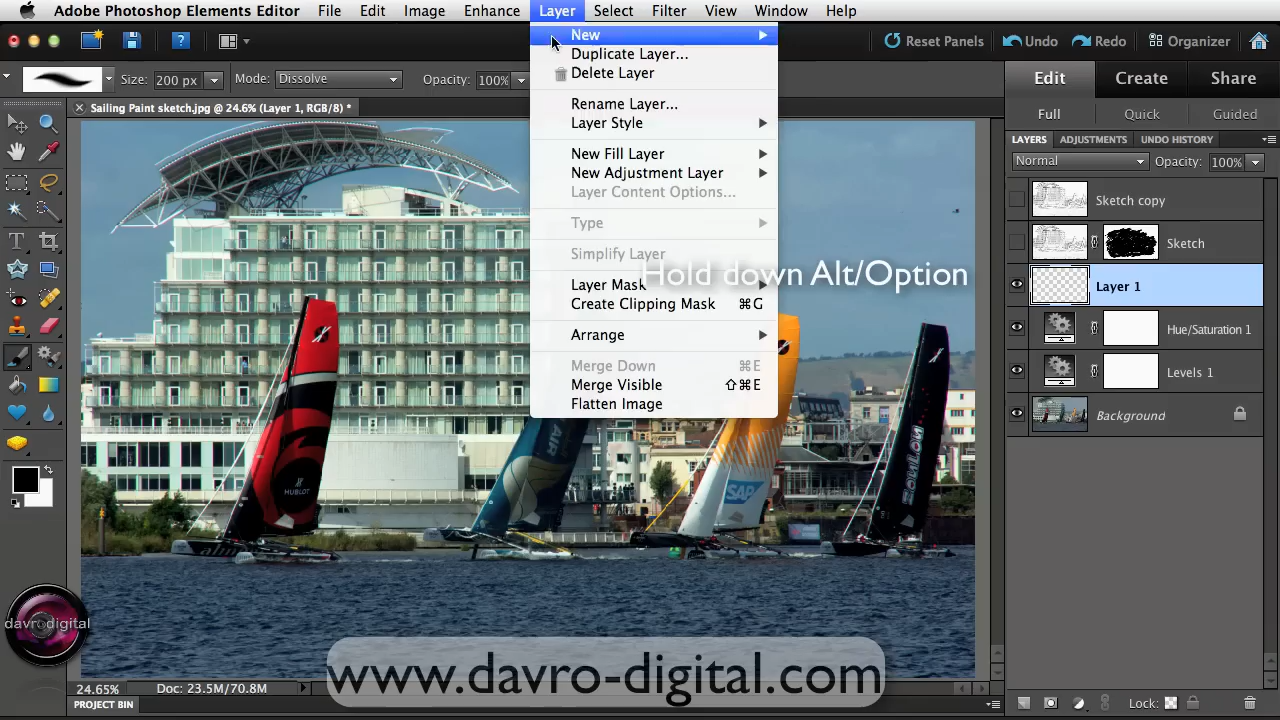 Adobe Photoshop Elements Editor File Edit Image Enhance Layer Select Filter View Window Help
Reset Panels Undo Redo Organizer
Size: 200 px Mode: Dissolve Opacity: 100%
Edit Create Share
Full Quick Guided
Sailing Paint sketch.jpg @ 24.6% (Layer 1, RGB/8) *
LAYERS ADJUSTMENTS UNDO HISTORY
Normal Opacity: 100%
New
Duplicate Layer...
Delete Layer
Rename Layer...
Layer Style
New Fill Layer
New Adjustment Layer
Layer Content Options...
Type
Simplify Layer
Layer Mask
Create Clipping Mask ⌘G
Arrange
Merge Down ⌘E
Merge Visible ⇧⌘E
Flatten Image
Hold down Alt/Option
Sketch copy
Sketch
Layer 1
Hue/Saturation 1
Levels 1
Background
HUBLOT
AIR
SAP
davro digital
www.davro-digital.com
24.65% Doc: 23.5M/70.8M
Lock:
PROJECT BIN